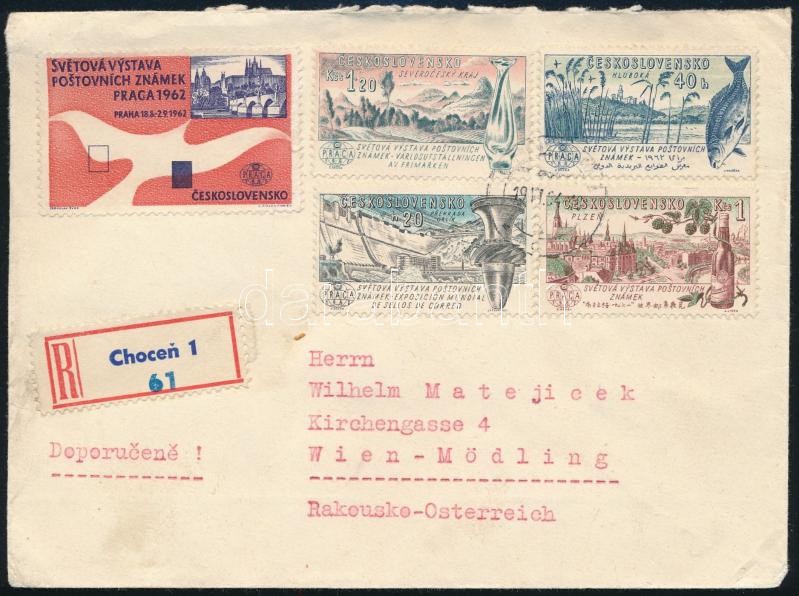 SVĚTOVÁ VÝSTAVA
POŠTOVNÍCH ZNÁMEK
PRAGA 1962
PRAHA 18.8.-2.9.1962
PRAGA
ČESKOSLOVENSKO
ČESKOSLOVENSKO
Kčs 1.20
SEVEROČESKÝ KRAJ
SVĚTOVÁ VÝSTAVA POŠTOVNÍCH
ZNÁMEK - VÄRLDSUTSTÄLLNINGEN
AV FRIMÄRKEN
PRAGA
ČESKOSLOVENSKO
HLUBOKÁ
40 h
SVĚTOVÁ VÝSTAVA POŠTOVNÍCH
PRAGA
ČESKOSLOVENSKO
PŘEHRADA
ORLÍK
20
SVĚTOVÁ VÝSTAVA POŠTOVNÍCH
ZNÁMEK - EXPOSICION MUNDIAL
DE SELLOS DE CORREO
PRAGA
ČESKOSLOVENSKO
PLZEŇ
Kčs 1
SVĚTOVÁ VÝSTAVA POŠTOVNÍCH
ZNÁMEK
PRAGA
R
Choceň 1
61
Doporučeně !
Herrn
Wilhelm Matejicek
Kirchengasse 4
Wien-Mödling
Rakousko-Osterreich